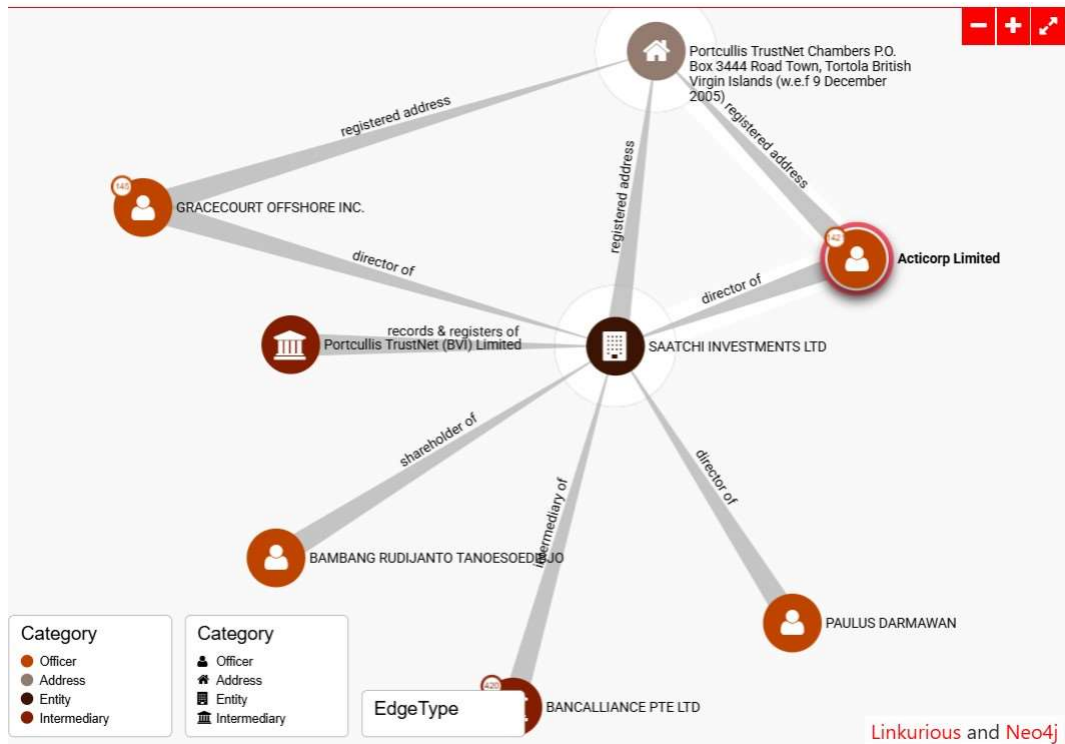 Portcullis TrustNet Chambers P.O.
Box 3444 Road Town, Tortola British
Virgin Islands (w.e.f 9 December
2005)
registered address
registered address
registered address
145
GRACECOURT OFFSHORE INC.
142
Acticorp Limited
director of
director of
records & registers of
Portcullis TrustNet (BVI) Limited
SAATCHI INVESTMENTS LTD
shareholder of
intermediary of
director of
BAMBANG RUDIJANTO
PAULUS DARMAWAN
420
BANCALLIANCE PTE LTD
Category
Officer
Address
Entity
Intermediary
Category
Officer
Address
Entity
Intermediary
EdgeType
Linkurious and Neo4j